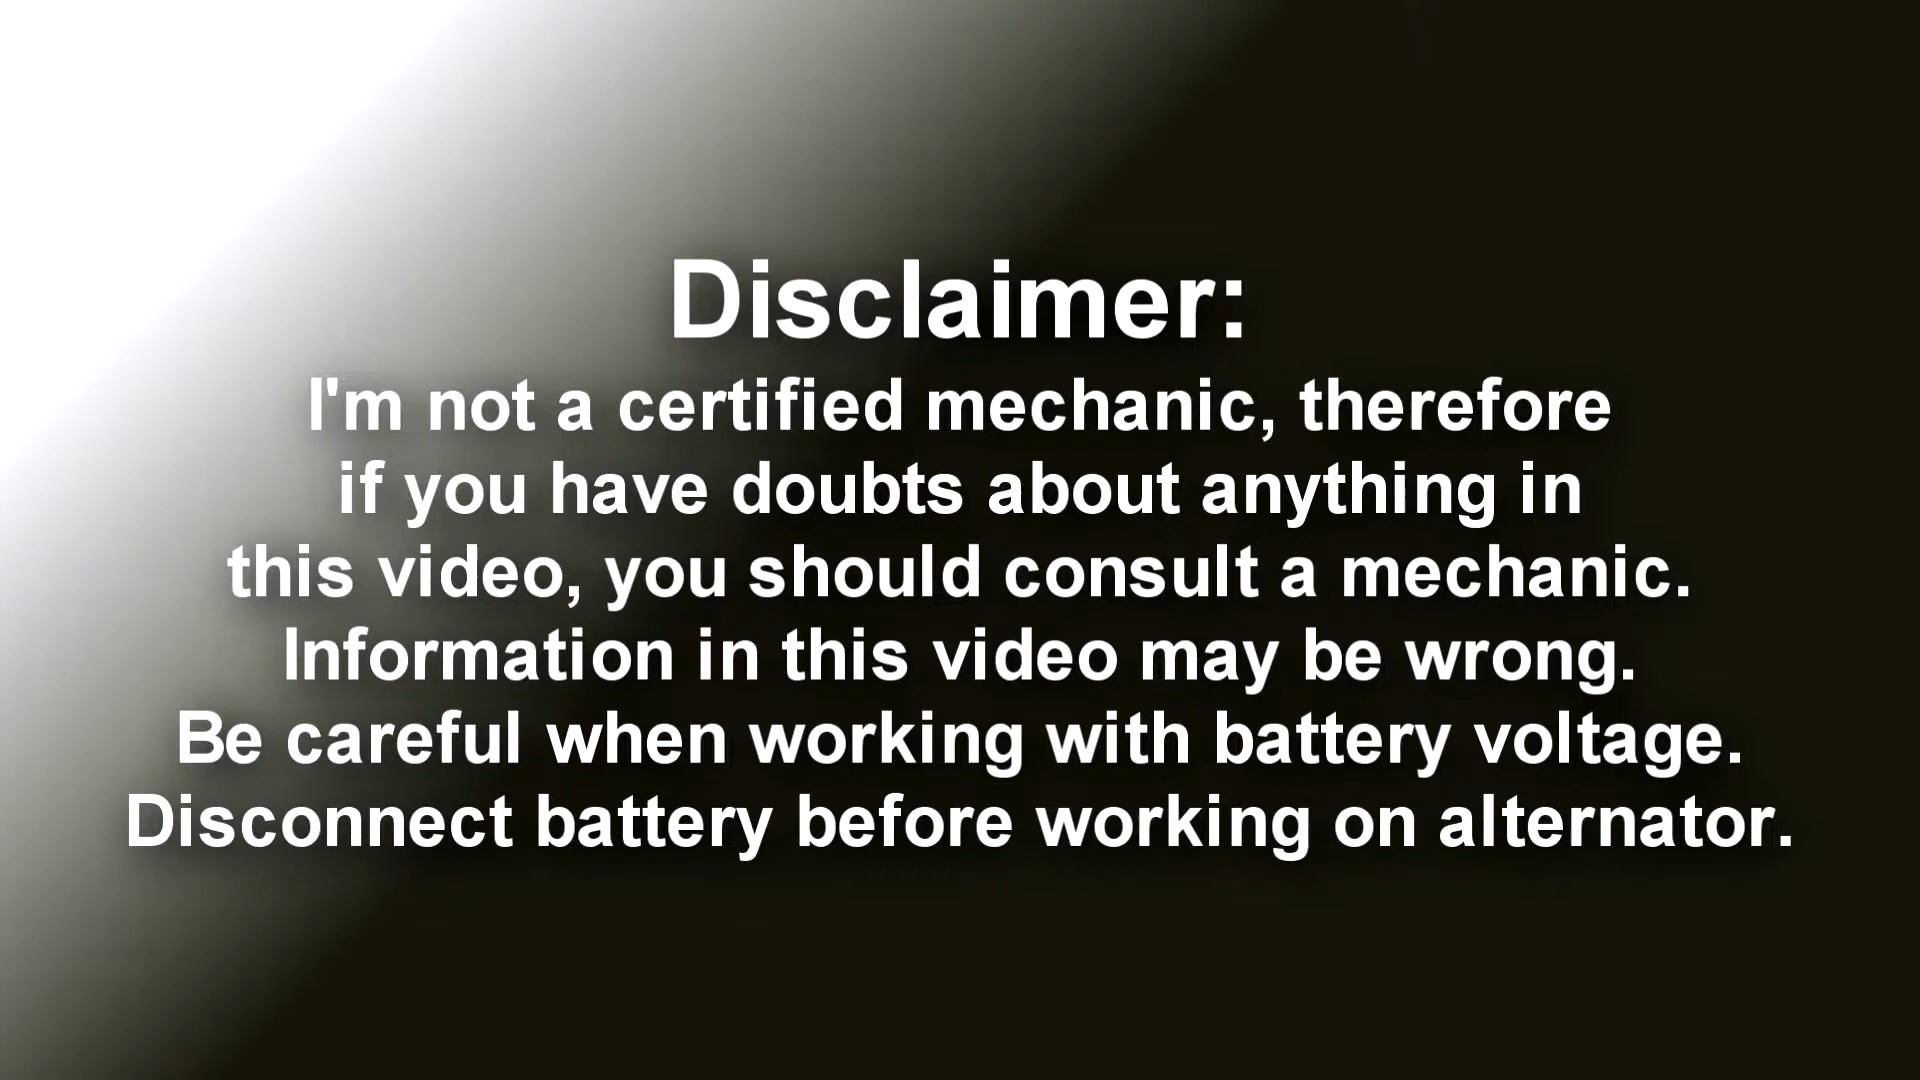 Disclaimer:
I'm not a certified mechanic, therefore
if you have doubts about anything in
this video, you should consult a mechanic.
Information in this video may be wrong.
Be careful when working with battery voltage.
Disconnect battery before working on alternator.